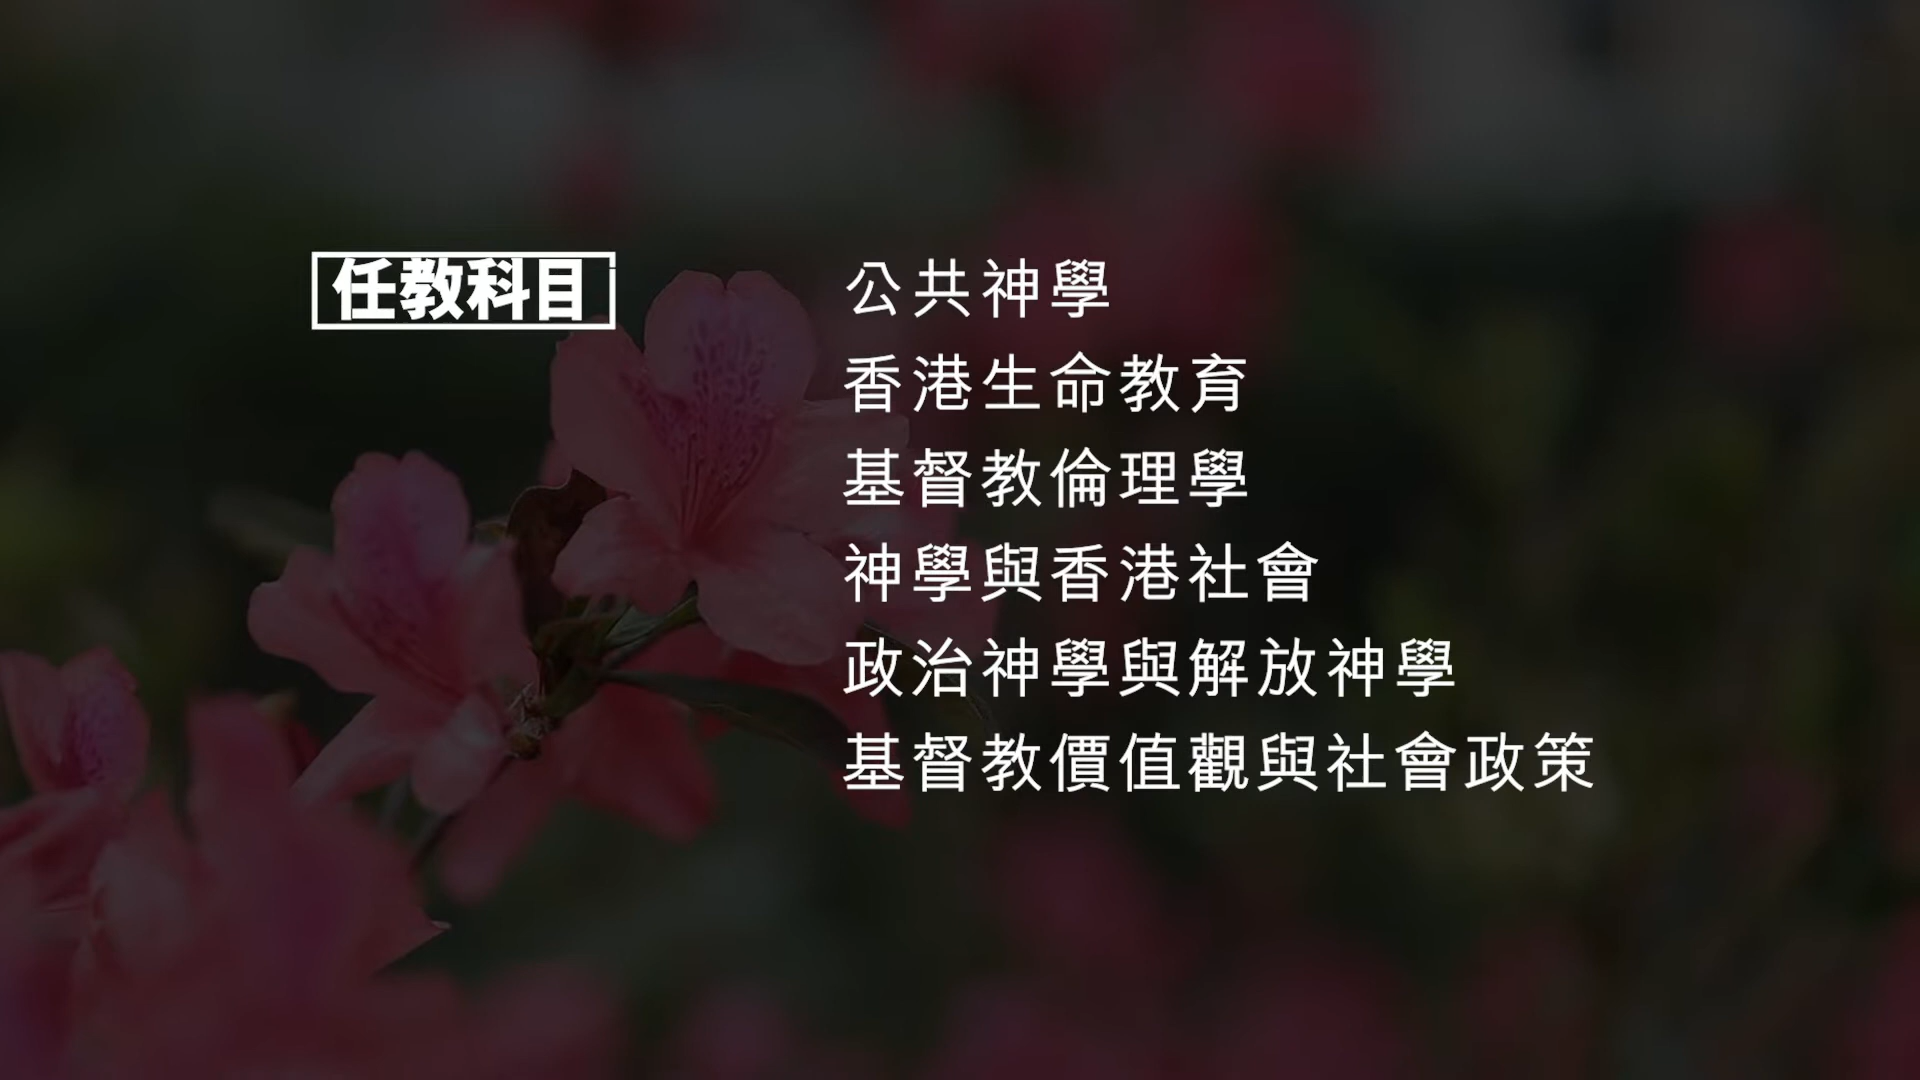 任教科目
公共神學
香港生命教育
基督教倫理學
神學與香港社會
政治神學與解放神學
基督教價值觀與社會政策